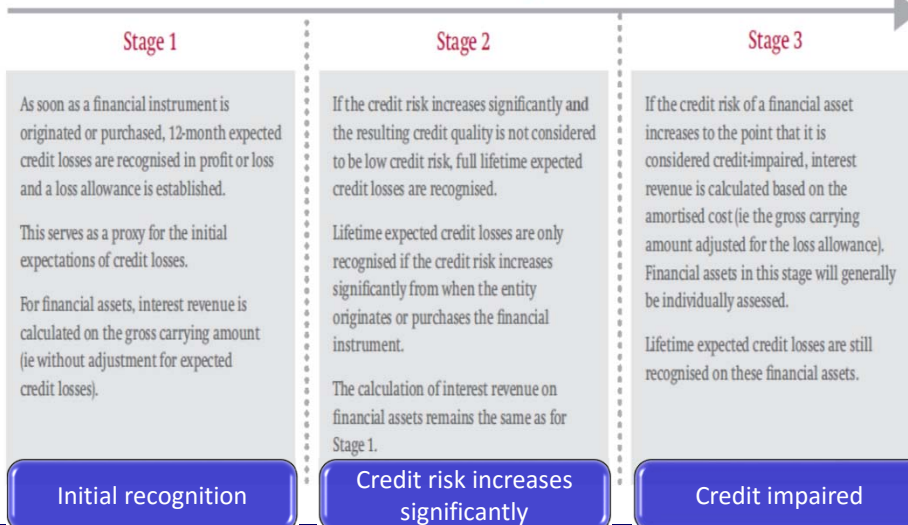 Stage 1
As soon as a financial instrument is
originated or purchased, 12-month expected
credit losses are recognised in profit or loss
and a loss allowance is established.
This serves as a proxy for the initial
expectations of credit losses.
For financial assets, interest revenue is
calculated on the gross carrying amount
(ie without adjustment for expected
credit losses).
Initial recognition
Stage 2
If the credit risk increases significantly and
the resulting credit quality is not considered
to be low credit risk, full lifetime expected
credit losses are recognised.
Lifetime expected credit losses are only
recognised if the credit risk increases
significantly from when the entity
originates or purchases the financial
instrument.
The calculation of interest revenue on
financial assets remains the same as for
Stage 1.
Credit risk increases
significantly
Stage 3
If the credit risk of a financial asset
increases to the point that it is
considered credit-impaired, interest
revenue is calculated based on the
amortised cost (ie the gross carrying
amount adjusted for the loss allowance).
Financial assets in this stage will generally
be individually assessed.
Lifetime expected credit losses are still
recognised on these financial assets.
Credit impaired